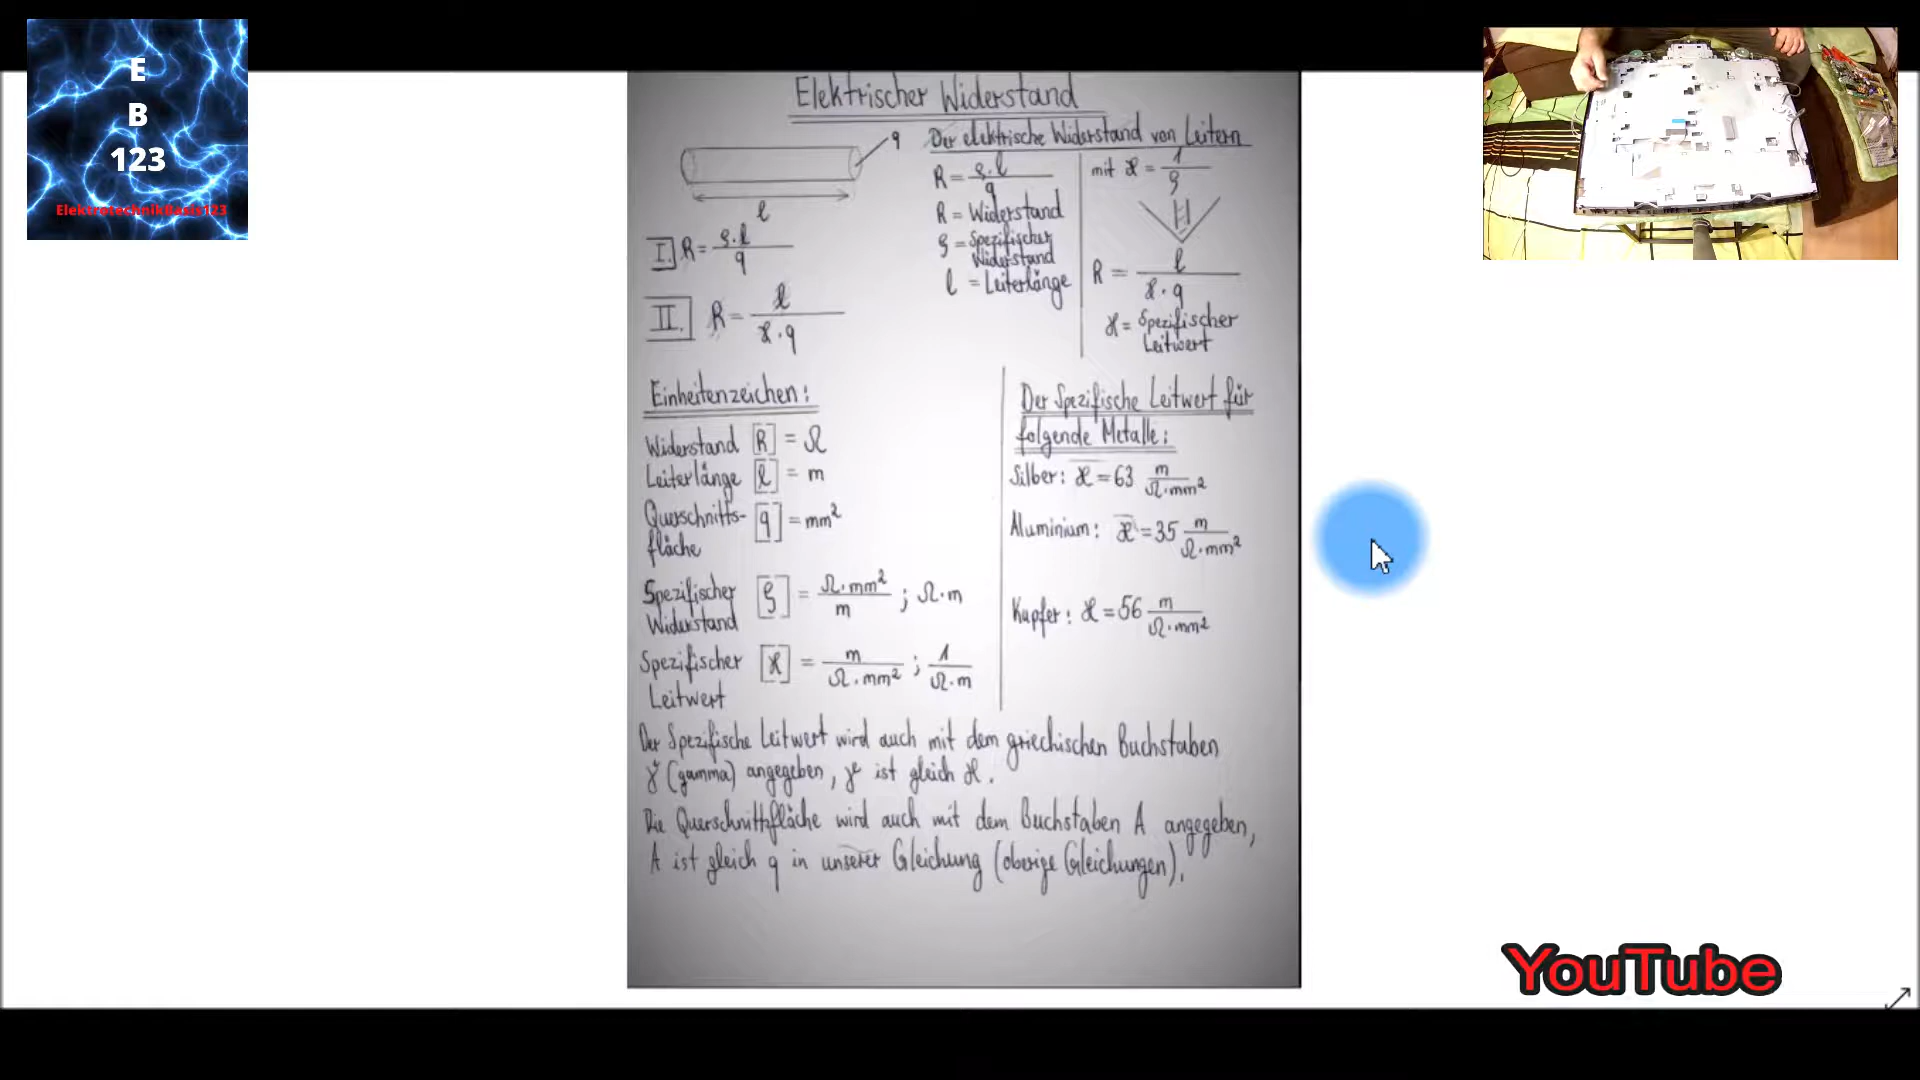 E
B
123
ElektrotechnikBasis123
Elektrischer Widerstand
q
l
I. R = ρ·l / q
II. R = l / ϰ·q
Der elektrische Widerstand von Leitern
R = ρ·l / q
R = Widerstand
ρ = Spezifischer
Widerstand
l = Leiterlänge
mit ϰ = 1 / ρ
R = l / ϰ·q
ϰ = Spezifischer
Leitwert
Einheitenzeichen:
Widerstand [R] = Ω
Leiterlänge [l] = m
Querschnitts-
fläche [q] = mm²
Spezifischer
Widerstand [ρ] = Ω·mm² / m ; Ω·m
Spezifischer
Leitwert [ϰ] = m / Ω·mm² ; 1 / Ω·m
Der Spezifische Leitwert für
folgende Metalle:
Silber: ϰ = 63 m / Ω·mm²
Aluminium: ϰ = 35 m / Ω·mm²
Kupfer: ϰ = 56 m / Ω·mm²
Der Spezifische Leitwert wird auch mit dem griechischen Buchstaben
γ (gamma) angegeben, γ ist gleich ϰ.
Die Querschnittsfläche wird auch mit dem Buchstaben A angegeben,
A ist gleich q in unserer Gleichung (oberige Gleichungen).
YouTube